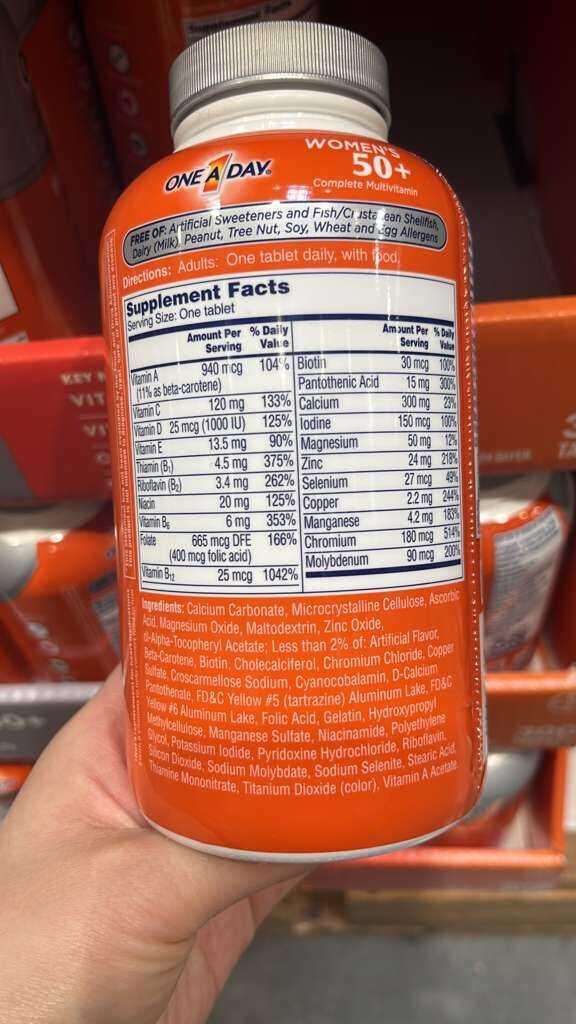 ONE A DAY®
WOMEN'S
50+
Complete Multivitamin
FREE OF: Artificial Sweeteners and Fish/Crustacean Shellfish,
Dairy (Milk), Peanut, Tree Nut, Soy, Wheat and Egg Allergens
Directions: Adults: One tablet daily, with food.
Supplement Facts
Serving Size: One tablet
Amount Per Serving % Daily Value
Vitamin A 940 mcg 104%
(11% as beta-carotene)
Vitamin C 120 mg 133%
Vitamin D 25 mcg (1000 IU) 125%
Vitamin E 13.5 mg 90%
Thiamin (B₁) 4.5 mg 375%
Riboflavin (B₂) 3.4 mg 262%
Niacin 20 mg 125%
Vitamin B₆ 6 mg 353%
Folate 665 mcg DFE 166%
(400 mcg folic acid)
Vitamin B₁₂ 25 mcg 1042%
Amount Per Serving % Daily Value
Biotin 30 mcg 100%
Pantothenic Acid 15 mg 300%
Calcium 300 mg 23%
Iodine 150 mcg 100%
Magnesium 50 mg 12%
Zinc 24 mg 218%
Selenium 27 mcg 49%
Copper 2.2 mg 244%
Manganese 4.2 mg 183%
Chromium 180 mcg 514%
Molybdenum 90 mcg 200%
Ingredients: Calcium Carbonate, Microcrystalline Cellulose, Ascorbic
Acid, Magnesium Oxide, Maltodextrin, Zinc Oxide,
dl-Alpha-Tocopheryl Acetate; Less than 2% of: Artificial Flavor,
Beta-Carotene, Biotin, Cholecalciferol, Chromium Chloride, Copper
Sulfate, Croscarmellose Sodium, Cyanocobalamin, D-Calcium
Pantothenate, FD&C Yellow #5 (tartrazine) Aluminum Lake, FD&C
Yellow #6 Aluminum Lake, Folic Acid, Gelatin, Hydroxypropyl
Methylcellulose, Manganese Sulfate, Niacinamide, Polyethylene
Glycol, Potassium Iodide, Pyridoxine Hydrochloride, Riboflavin,
Silicon Dioxide, Sodium Molybdate, Sodium Selenite, Stearic Acid,
Thiamine Mononitrate, Titanium Dioxide (color), Vitamin A Acetate.
KEY
VIT